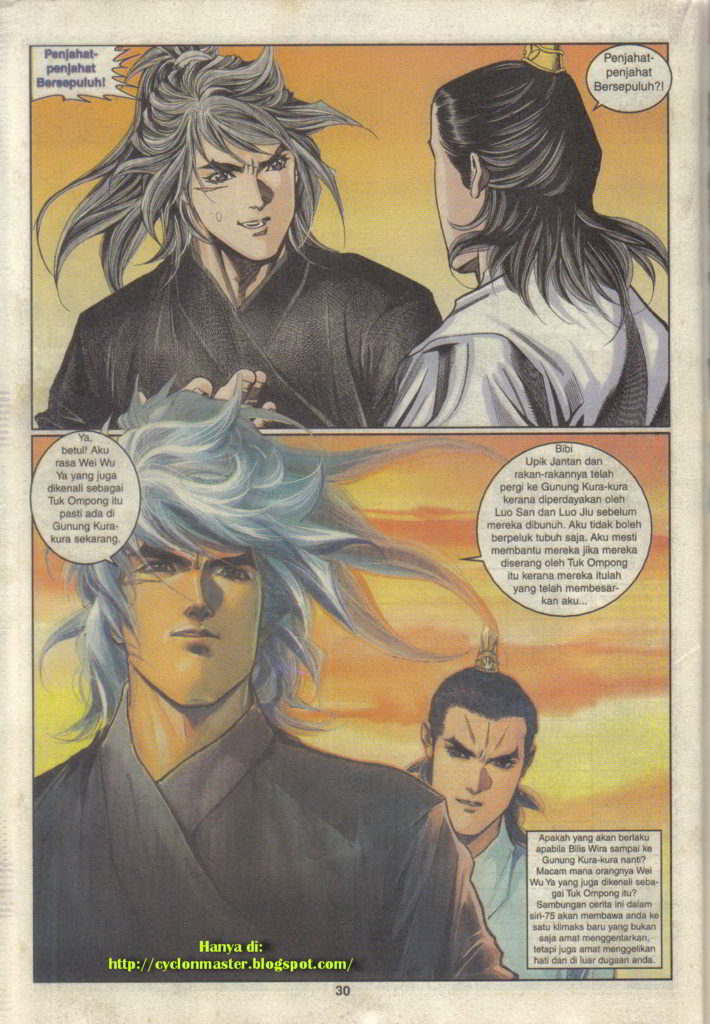 Penjahat-
penjahat
Bersepuluh!
Penjahat-
penjahat
Bersepuluh?!
Ya,
betul! Aku
rasa Wei Wu
Ya yang juga
dikenali sebagai
Tuk Ompong itu
pasti ada di
Gunung Kura-
kura sekarang.
Bibi
Upik Jantan dan
rakan-rakannya telah
pergi ke Gunung Kura-kura
kerana diperdayakan oleh
Luo San dan Luo Jiu sebelum
mereka dibunuh. Aku tidak boleh
berpeluk tubuh saja. Aku mesti
membantu mereka jika mereka
diserang oleh Tuk Ompong
itu kerana mereka itulah
yang telah membesar-
kan aku...
Apakah yang akan berlaku
apabila Bilis Wira sampai ke
Gunung Kura-kura nanti?
Macam mana orangnya Wei
Wu Ya yang juga dikenali seba-
gai Tuk Ompong itu?
Sambungan cerita ini dalam
siri-75 akan membawa anda ke
satu klimaks baru yang bukan
saja amat menggentarkan,
tetapi juga amat menggelikan
hati dan di luar dugaan anda.
Hanya di:
http://cyclonmaster.blogspot.com/
30